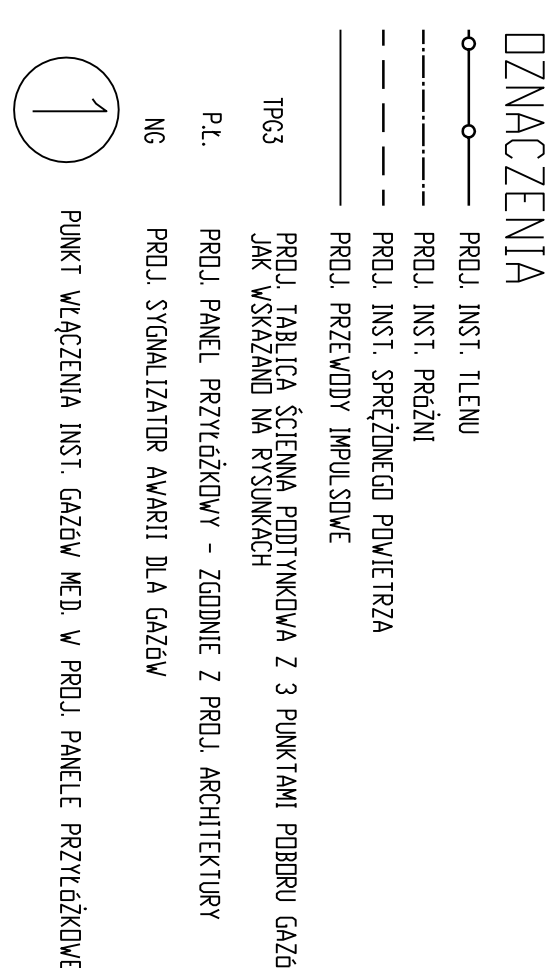 OZNACZENIA
PROJ. INST. TLENU
PROJ. INST. PRÓŻNI
PROJ. INST. SPRĘŻONEGO POWIETRZA
PROJ. PRZEWODY IMPULSOWE
TPG3 PROJ. TABLICA ŚCIENNA PODTYNKOWA Z 3 PUNKTAMI POBORU GAZÓ
JAK WSKAZANO NA RYSUNKACH
P.Ł. PROJ. PANEL PRZYŁÓŻKOWY - ZGODNIE Z PROJ. ARCHITEKTURY
NG PROJ. SYGNALIZATOR AWARII DLA GAZÓW
1 PUNKT WŁĄCZENIA INST. GAZÓW MED. W PROJ. PANELE PRZYŁÓŻKOWE